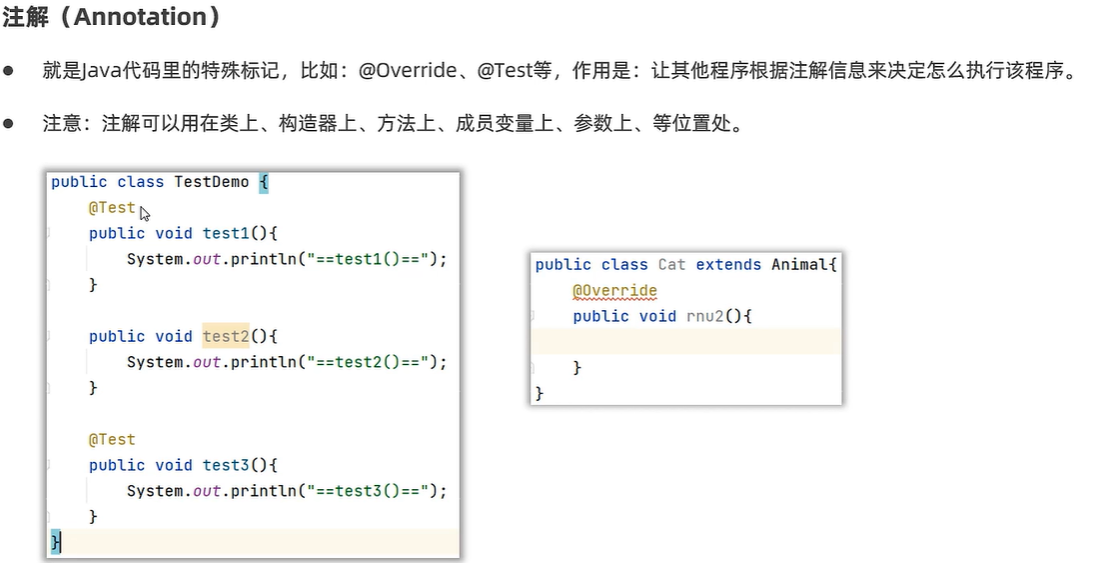 注解（Annotation）
就是Java代码里的特殊标记，比如：@Override、@Test等，作用是：让其他程序根据注解信息来决定怎么执行该程序。
注意：注解可以用在类上、构造器上、方法上、成员变量上、参数上、等位置处。
public class TestDemo {
@Test
public void test1(){
System.out.println("==test1()==");
}
public void test2(){
System.out.println("==test2()==");
}
@Test
public void test3(){
System.out.println("==test3()==");
}
}
public class Cat extends Animal{
@Override
public void rnu2(){
}
}